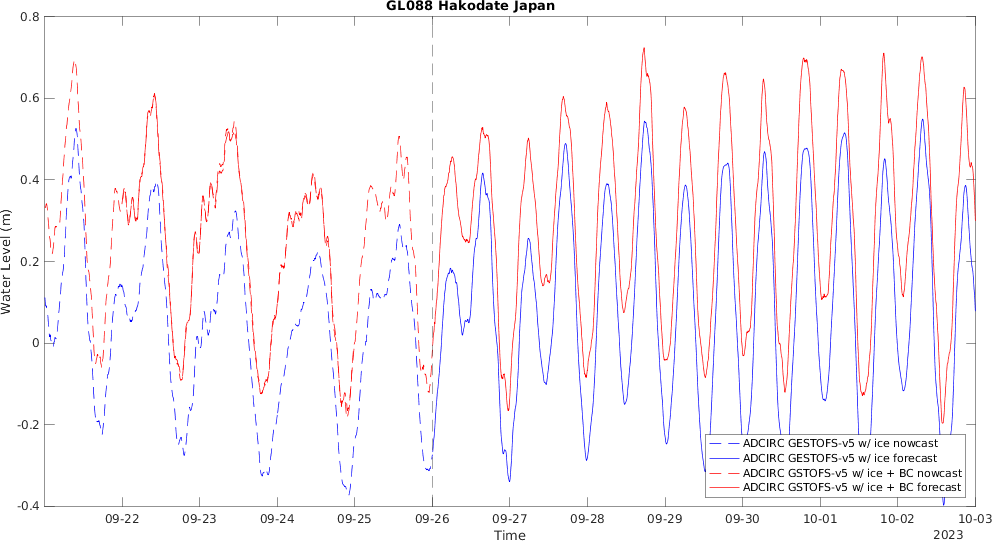 GL088 Hakodate Japan
Water Level (m)
0.8
0.6
0.4
0.2
0
-0.2
-0.4
ADCIRC GESTOFS-v5 w/ ice nowcast
ADCIRC GESTOFS-v5 w/ ice forecast
ADCIRC GSTOFS-v5 w/ ice + BC nowcast
ADCIRC GSTOFS-v5 w/ ice + BC forecast
09-22 09-23 09-24 09-25 09-26 09-27 09-28 09-29 09-30 10-01 10-02 10-03
Time
2023